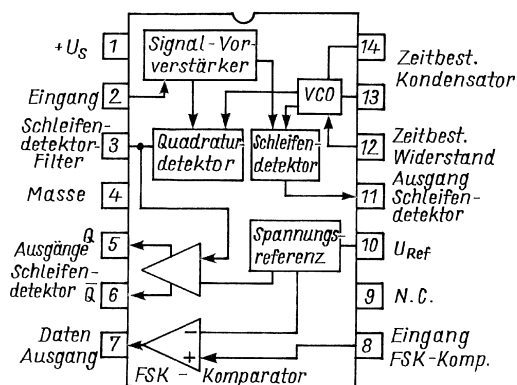 +U_S
1
Eingang
2
Schleifen-
detektor-
Filter
3
Masse
4
Q
Ausgänge
Schleifen-
detektor Q̅
5
6
Daten
Ausgang
7
Signal-Vor-
verstärker
VCO
Quadratur-
detektor
Schleifen-
detektor
Spannungs-
referenz
−
+
FSK - Komparator
14
Zeitbest.
Kondensator
13
12
Zeitbest.
Widerstand
11
Ausgang
Schleifen-
detektor
10
U_Ref
9
N.C.
8
Eingang
FSK-Komp.